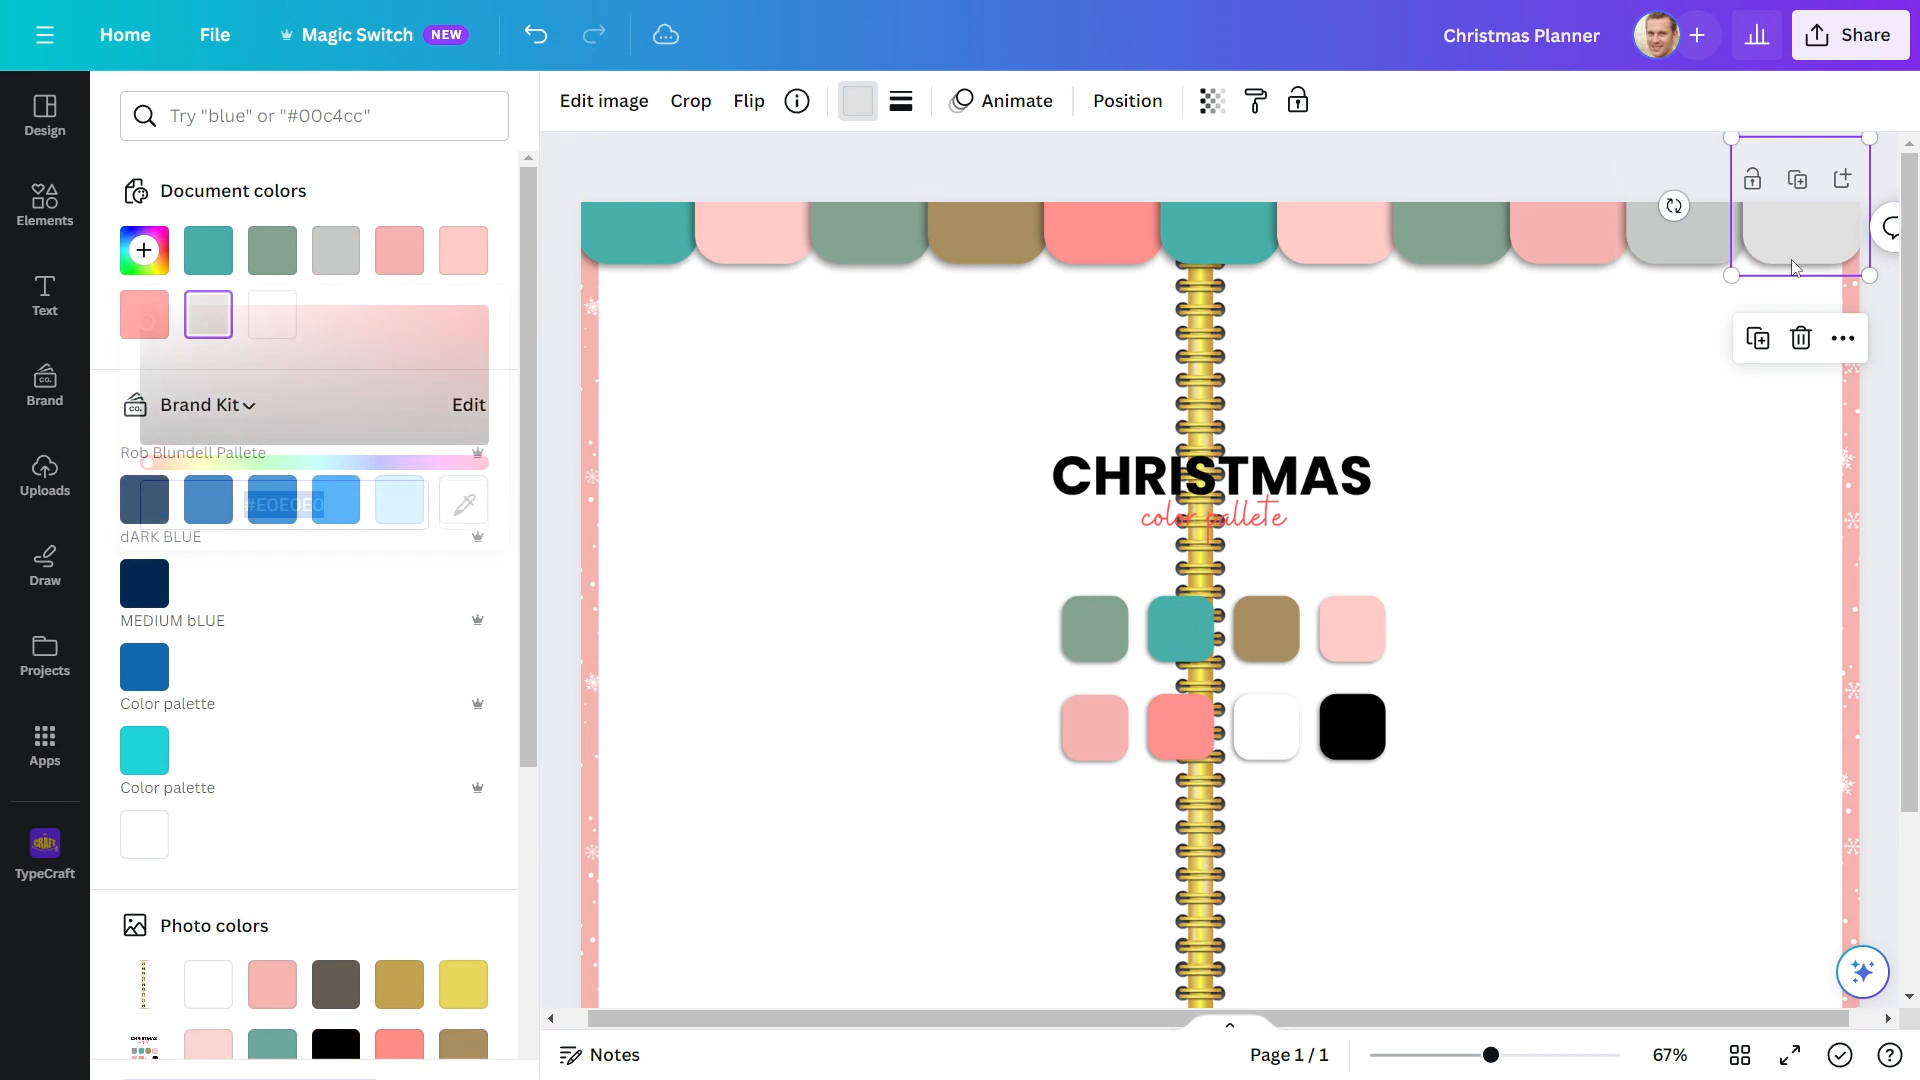 Home
File
Magic Switch
NEW
Christmas Planner
Share
Design
Elements
Text
Brand
Uploads
Draw
Projects
Apps
CRAFT
TypeCraft
Try "blue" or "#00c4cc"
Document colors
Brand Kit
Edit
Rob Blundell Pallete
#E0E0E0
dARK BLUE
MEDIUM bLUE
Color palette
Color palette
Photo colors
Edit image
Crop
Flip
Animate
Position
CHRISTMAS
color pallete
Notes
Page 1 / 1
67%